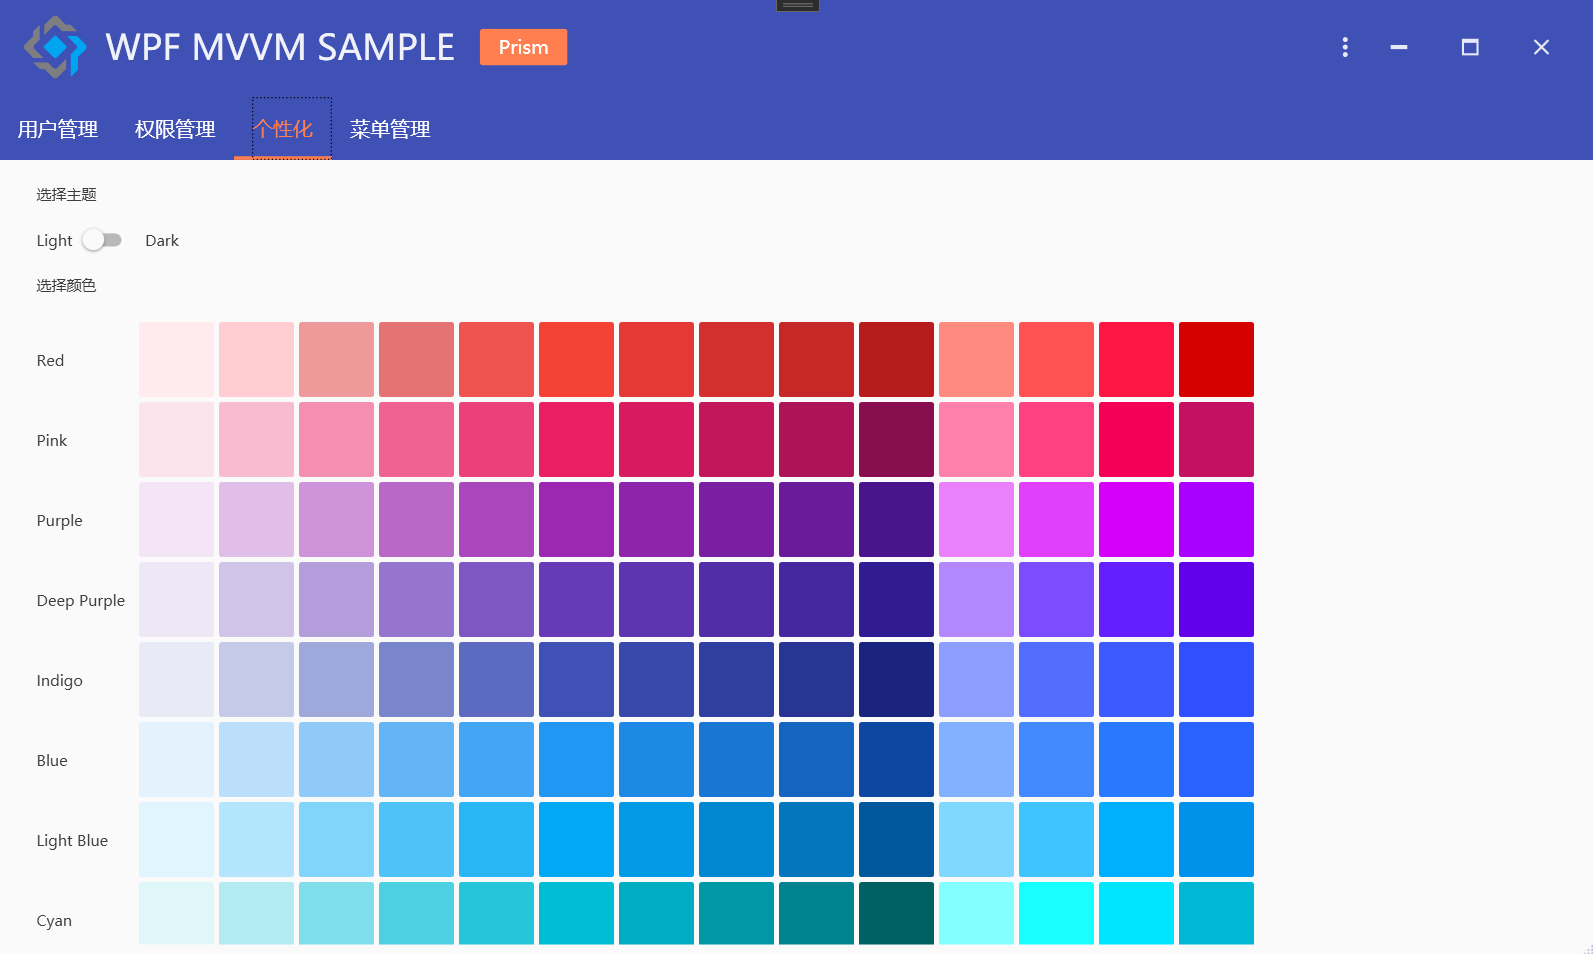 WPF MVVM SAMPLE Prism
用户管理 权限管理 个性化 菜单管理
选择主题
Light Dark
选择颜色
Red
Pink
Purple
Deep Purple
Indigo
Blue
Light Blue
Cyan